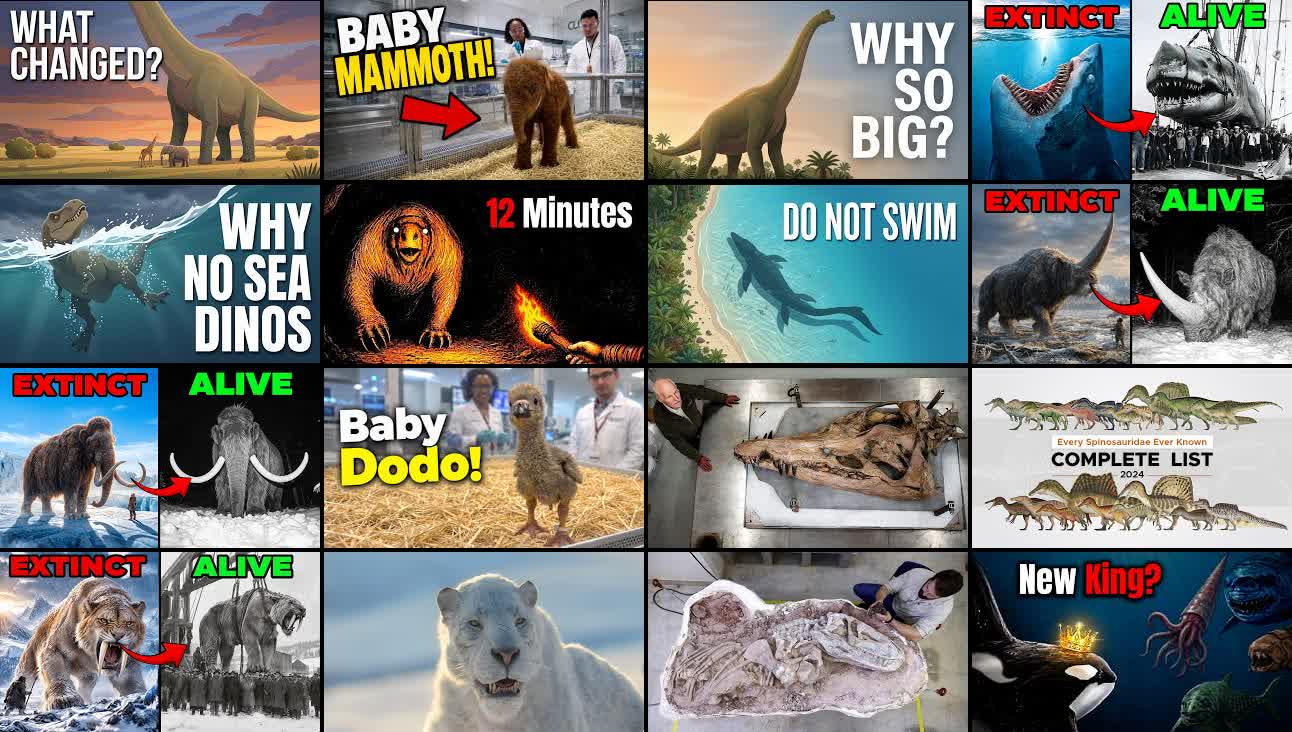 WHAT
CHANGED?
BABY
MAMMOTH!
WHY
SO
BIG?
EXTINCT
ALIVE
WHY
NO SEA
DINOS
12 Minutes
DO NOT SWIM
EXTINCT
ALIVE
EXTINCT
ALIVE
Baby
Dodo!
Every Spinosauridae Ever Known
COMPLETE LIST
2024
EXTINCT
ALIVE
New King?